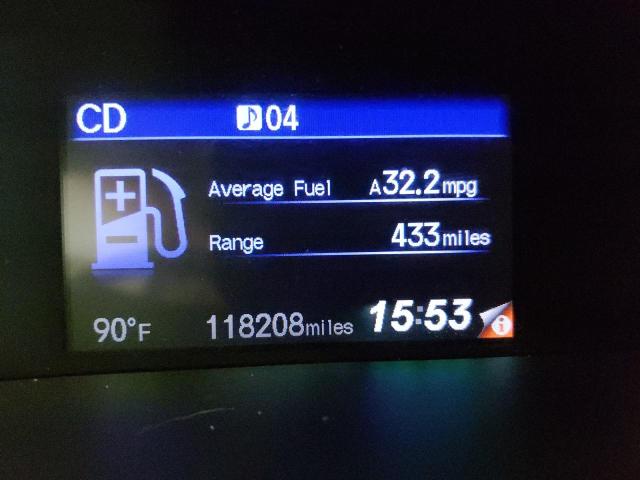 CD 04
Average Fuel A32.2mpg
Range 433miles
90°F 118208miles 15:53 i